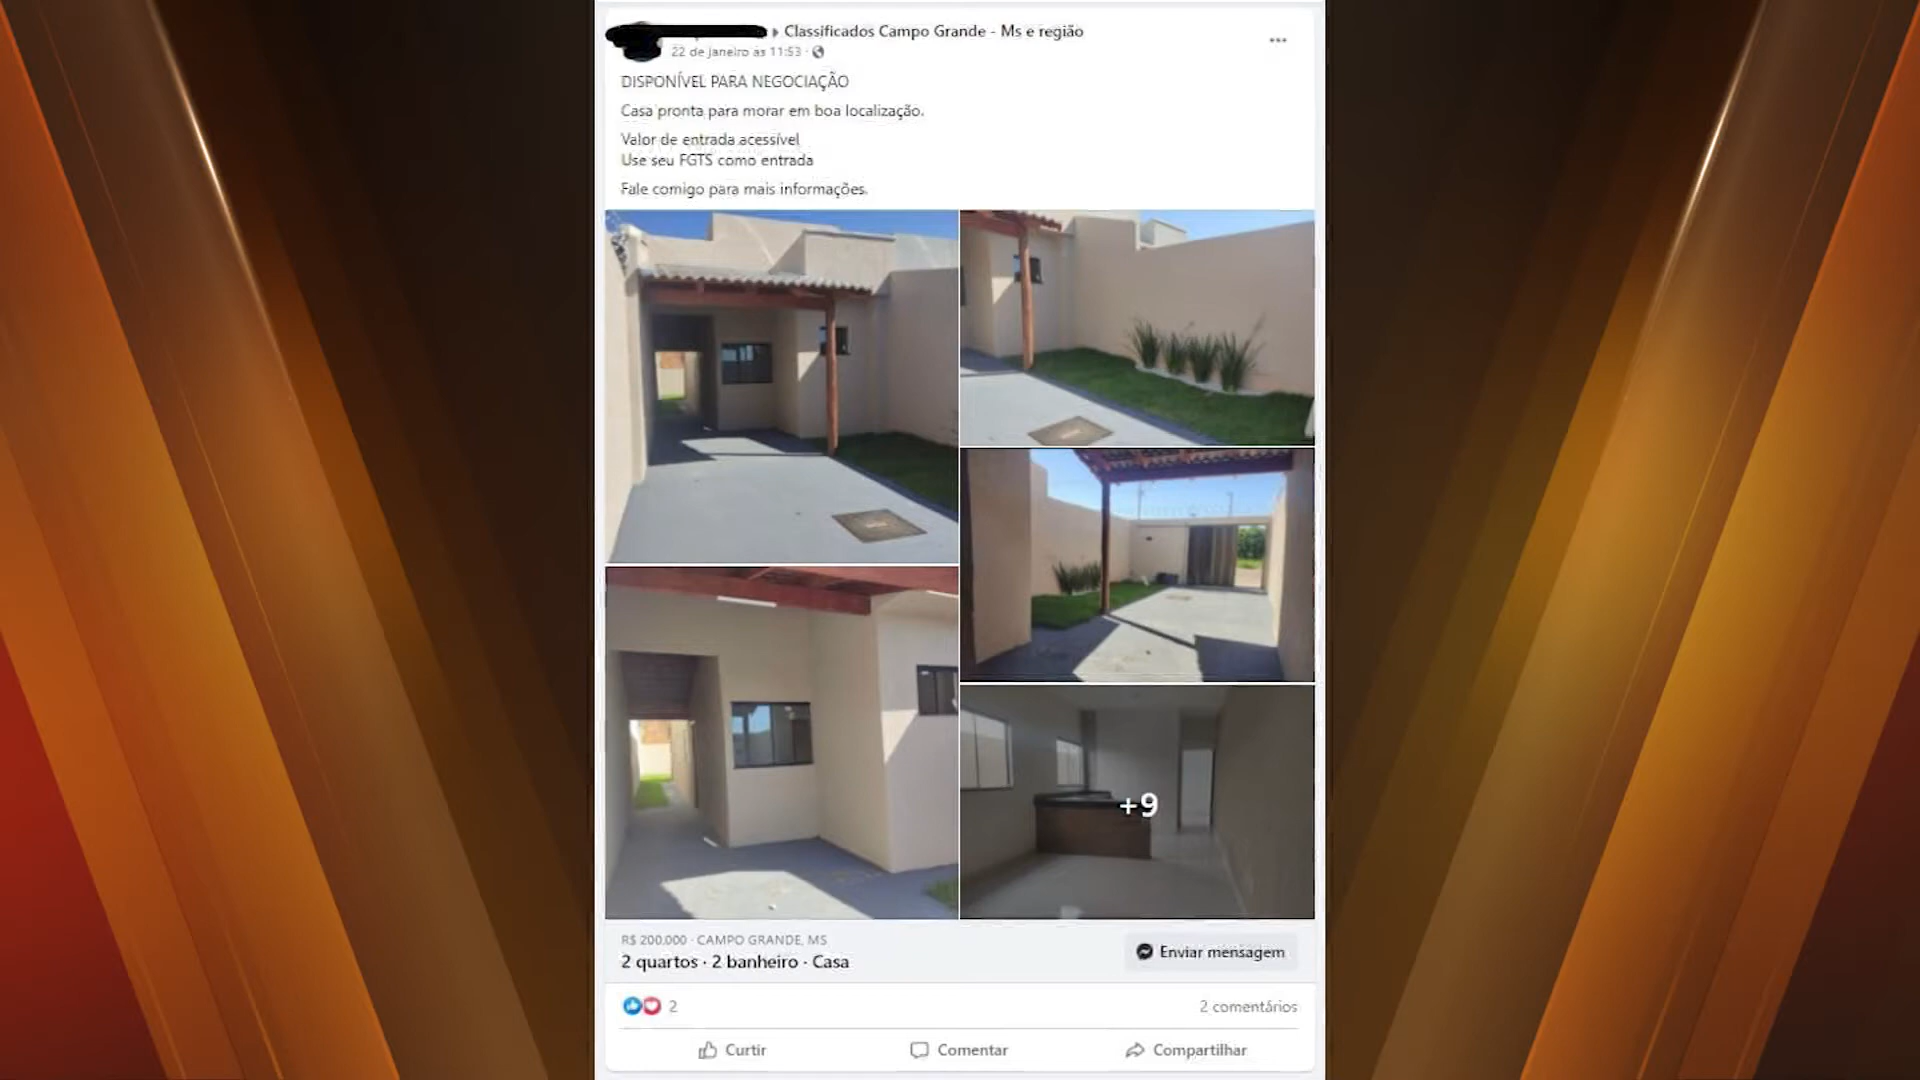 Classificados Campo Grande - Ms e região
22 de janeiro às 11:53
DISPONÍVEL PARA NEGOCIAÇÃO
Casa pronta para morar em boa localização.
Valor de entrada acessível
Use seu FGTS como entrada
Fale comigo para mais informações.
+9
R$ 200.000 · CAMPO GRANDE, MS
2 quartos · 2 banheiro · Casa
Enviar mensagem
2
2 comentários
Curtir
Comentar
Compartilhar